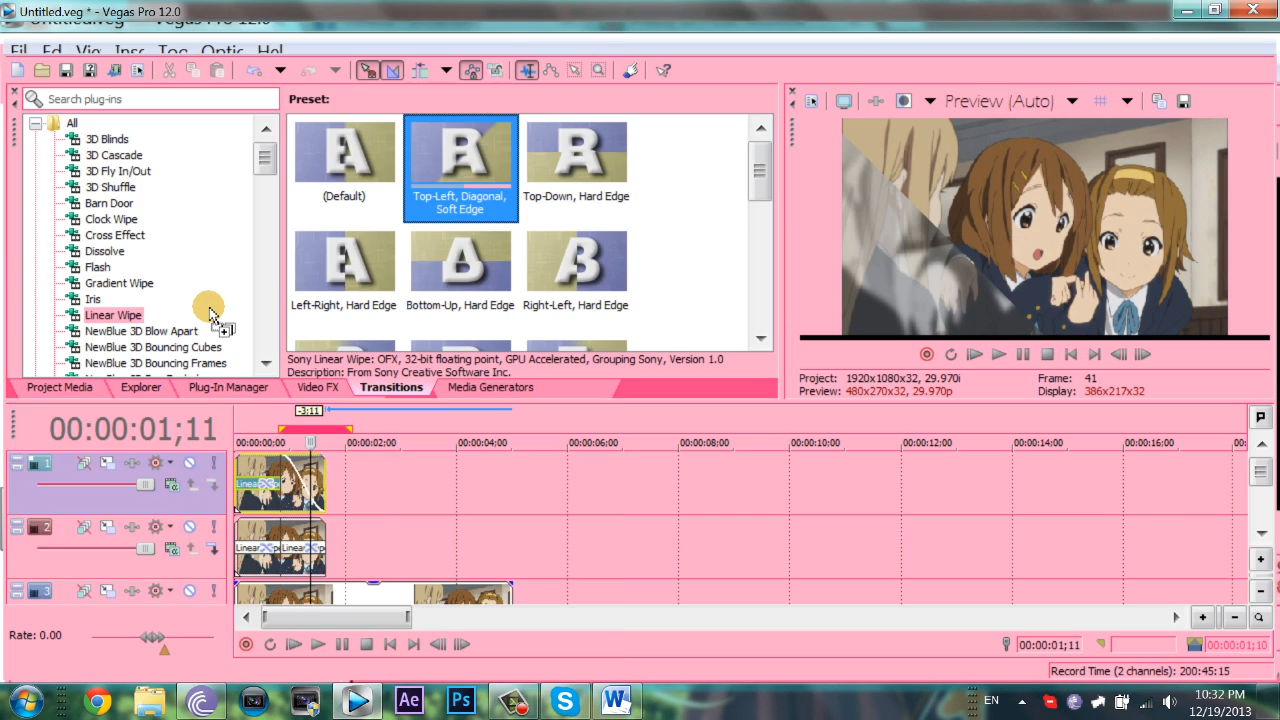 Untitled.veg * - Vegas Pro 12.0
Search plug-ins
Preset:
Preview (Auto)
All
3D Blinds
3D Cascade
3D Fly In/Out
3D Shuffle
Barn Door
Clock Wipe
Cross Effect
Dissolve
Flash
Gradient Wipe
Iris
Linear Wipe
NewBlue 3D Blow Apart
NewBlue 3D Bouncing Cubes
NewBlue 3D Bouncing Frames
(Default)
Top-Left, Diagonal, Soft Edge
Top-Down, Hard Edge
Left-Right, Hard Edge
Bottom-Up, Hard Edge
Right-Left, Hard Edge
Sony Linear Wipe: OFX, 32-bit floating point, GPU Accelerated, Grouping Sony, Version 1.0
Description: From Sony Creative Software Inc.
Project Media Explorer Plug-In Manager Video FX Transitions Media Generators
Project: 1920x1080x32, 29.970i Frame: 41
Preview: 480x270x32, 29.970p Display: 386x217x32
-3;11
00:00:01;11
00:00:00;00 00:00:02;00 00:00:04;00 00:00:06;00 00:00:08;00 00:00:10;00 00:00:12;00 00:00:14;00 00:00:16;00
1
2
3
Rate: 0.00
00:00:01;11 00:00:01;10
Record Time (2 channels): 200:45:15
Ae Ps
EN
10:32 PM
12/19/2013